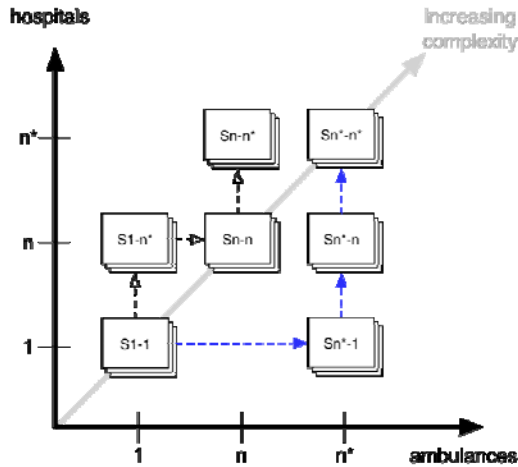 hospitals
Increasing
complexity
n*
Sn-n*
Sn*-n*
n
S1-n*
Sn-n
Sn*-n
1
S1-1
Sn*-1
1
n
n*
ambulances